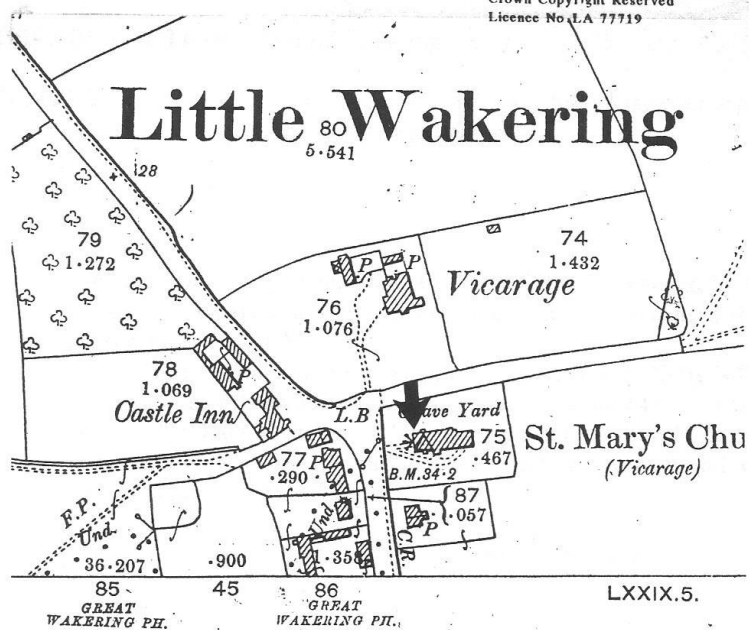 Crown Copyright Reserved
Licence No. LA 77719
Little Wakering
80
5·541
28
79
1·272
74
1·432
P
P
Vicarage
76
1·076
78
1·069
P
Castle Inn
L.B
Grave Yard
75
·467
St. Mary's Chu
(Vicarage)
B.M.34·2
77
·290
P
F.P.
Und.
Und.
87
·057
P
C.R
36·207
·900
1·358
85
45
86
LXXIX.5.
GREAT
WAKERING PH.
GREAT
WAKERING PH.